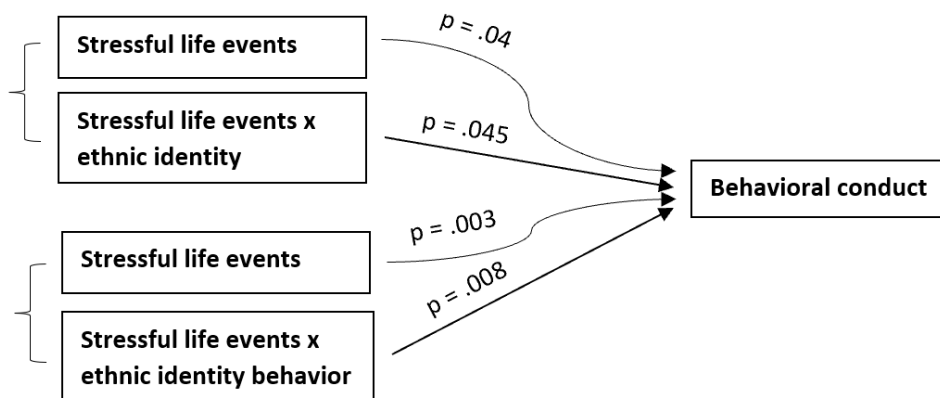 Stressful life events
p = .04
Stressful life events x
ethnic identity
p = .045
Behavioral conduct
Stressful life events
p = .003
Stressful life events x
ethnic identity behavior
p = .008